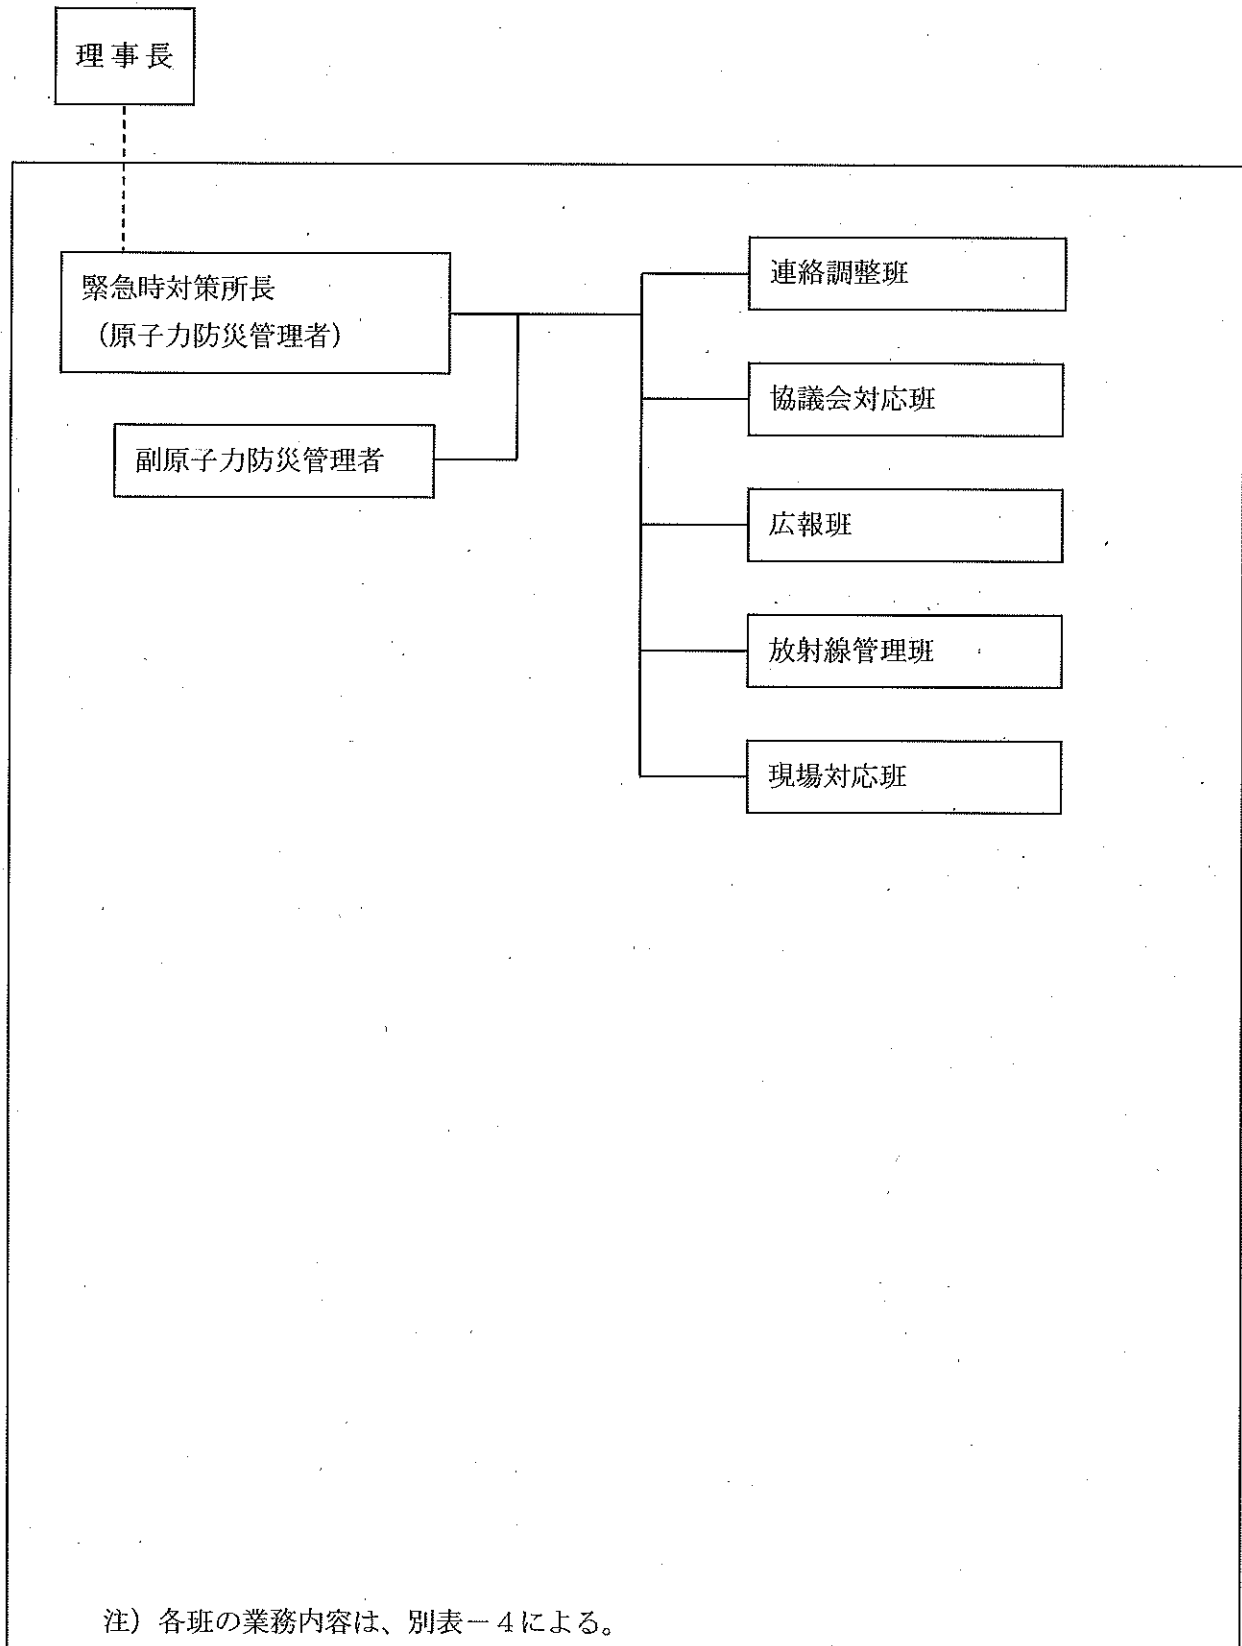 理事長
緊急時対策所長
（原子力防災管理者）
副原子力防災管理者
連絡調整班
協議会対応班
広報班
放射線管理班
現場対応班
注）各班の業務内容は、別表－４による。